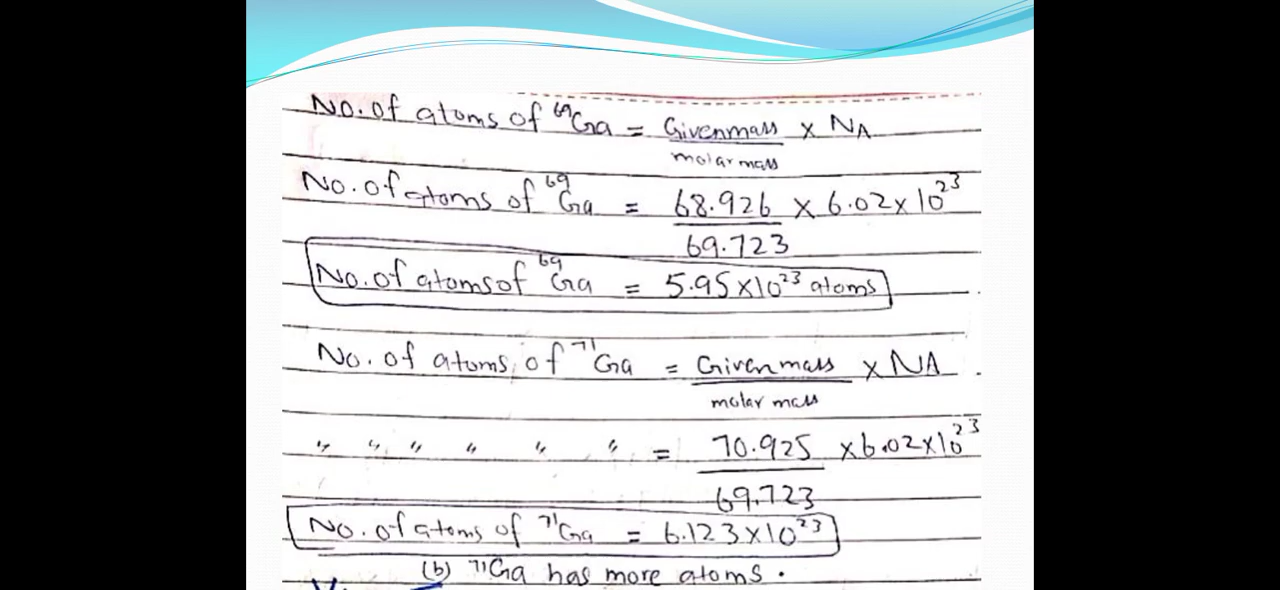 No. of atoms of ⁶⁹Ga = Givenmass / molar mass × NA
No. of atoms of ⁶⁹Ga = 68.926 / 69.723 × 6.02 × 10²³
No. of atoms of ⁶⁹Ga = 5.95 × 10²³ atoms
No. of atoms of ⁷¹Ga = Given mass / molar mass × NA
" " " " " " = 70.925 / 69.723 × 6.02 × 10²³
No. of atoms of ⁷¹Ga = 6.123 × 10²³
(b) ⁷¹Ga has more atoms.